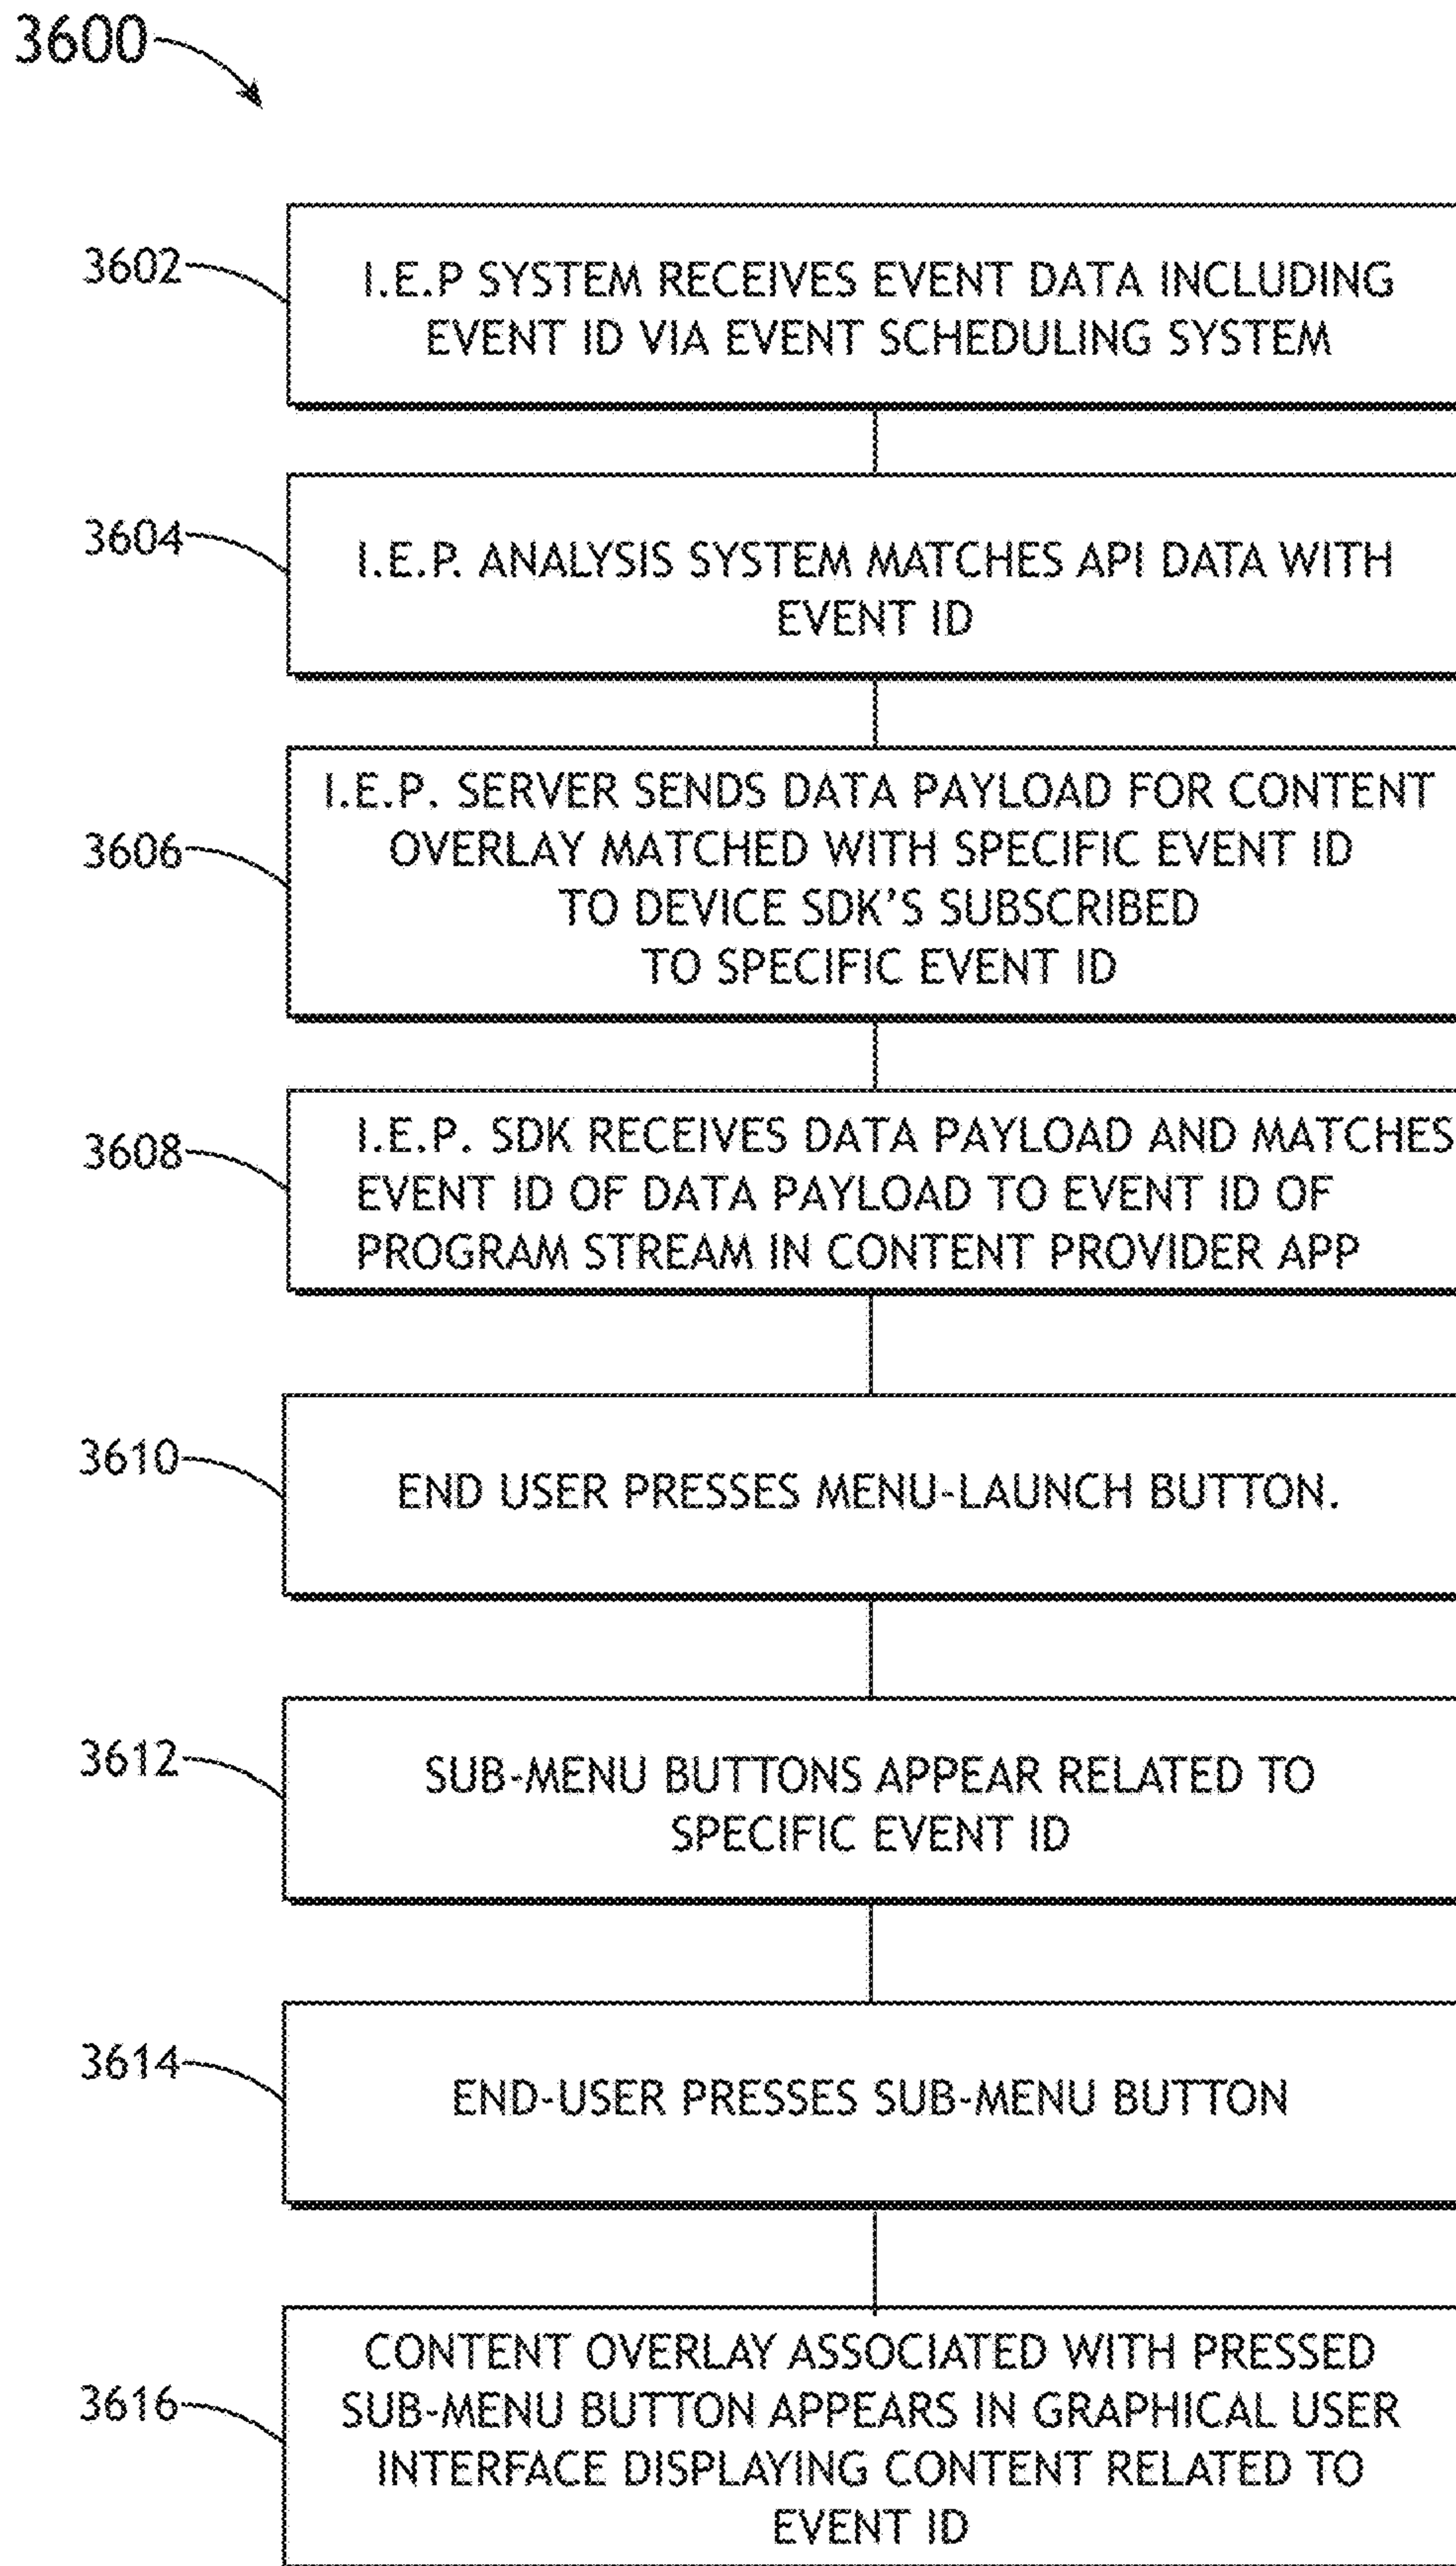 3600
3602
I.E.P SYSTEM RECEIVES EVENT DATA INCLUDING
EVENT ID VIA EVENT SCHEDULING SYSTEM
3604
I.E.P. ANALYSIS SYSTEM MATCHES API DATA WITH
EVENT ID
3606
I.E.P. SERVER SENDS DATA PAYLOAD FOR CONTENT
OVERLAY MATCHED WITH SPECIFIC EVENT ID
TO DEVICE SDK'S SUBSCRIBED
TO SPECIFIC EVENT ID
3608
I.E.P. SDK RECEIVES DATA PAYLOAD AND MATCHES
EVENT ID OF DATA PAYLOAD TO EVENT ID OF
PROGRAM STREAM IN CONTENT PROVIDER APP
3610
END USER PRESSES MENU-LAUNCH BUTTON.
3612
SUB-MENU BUTTONS APPEAR RELATED TO
SPECIFIC EVENT ID
3614
END-USER PRESSES SUB-MENU BUTTON
3616
CONTENT OVERLAY ASSOCIATED WITH PRESSED
SUB-MENU BUTTON APPEARS IN GRAPHICAL USER
INTERFACE DISPLAYING CONTENT RELATED TO
EVENT ID